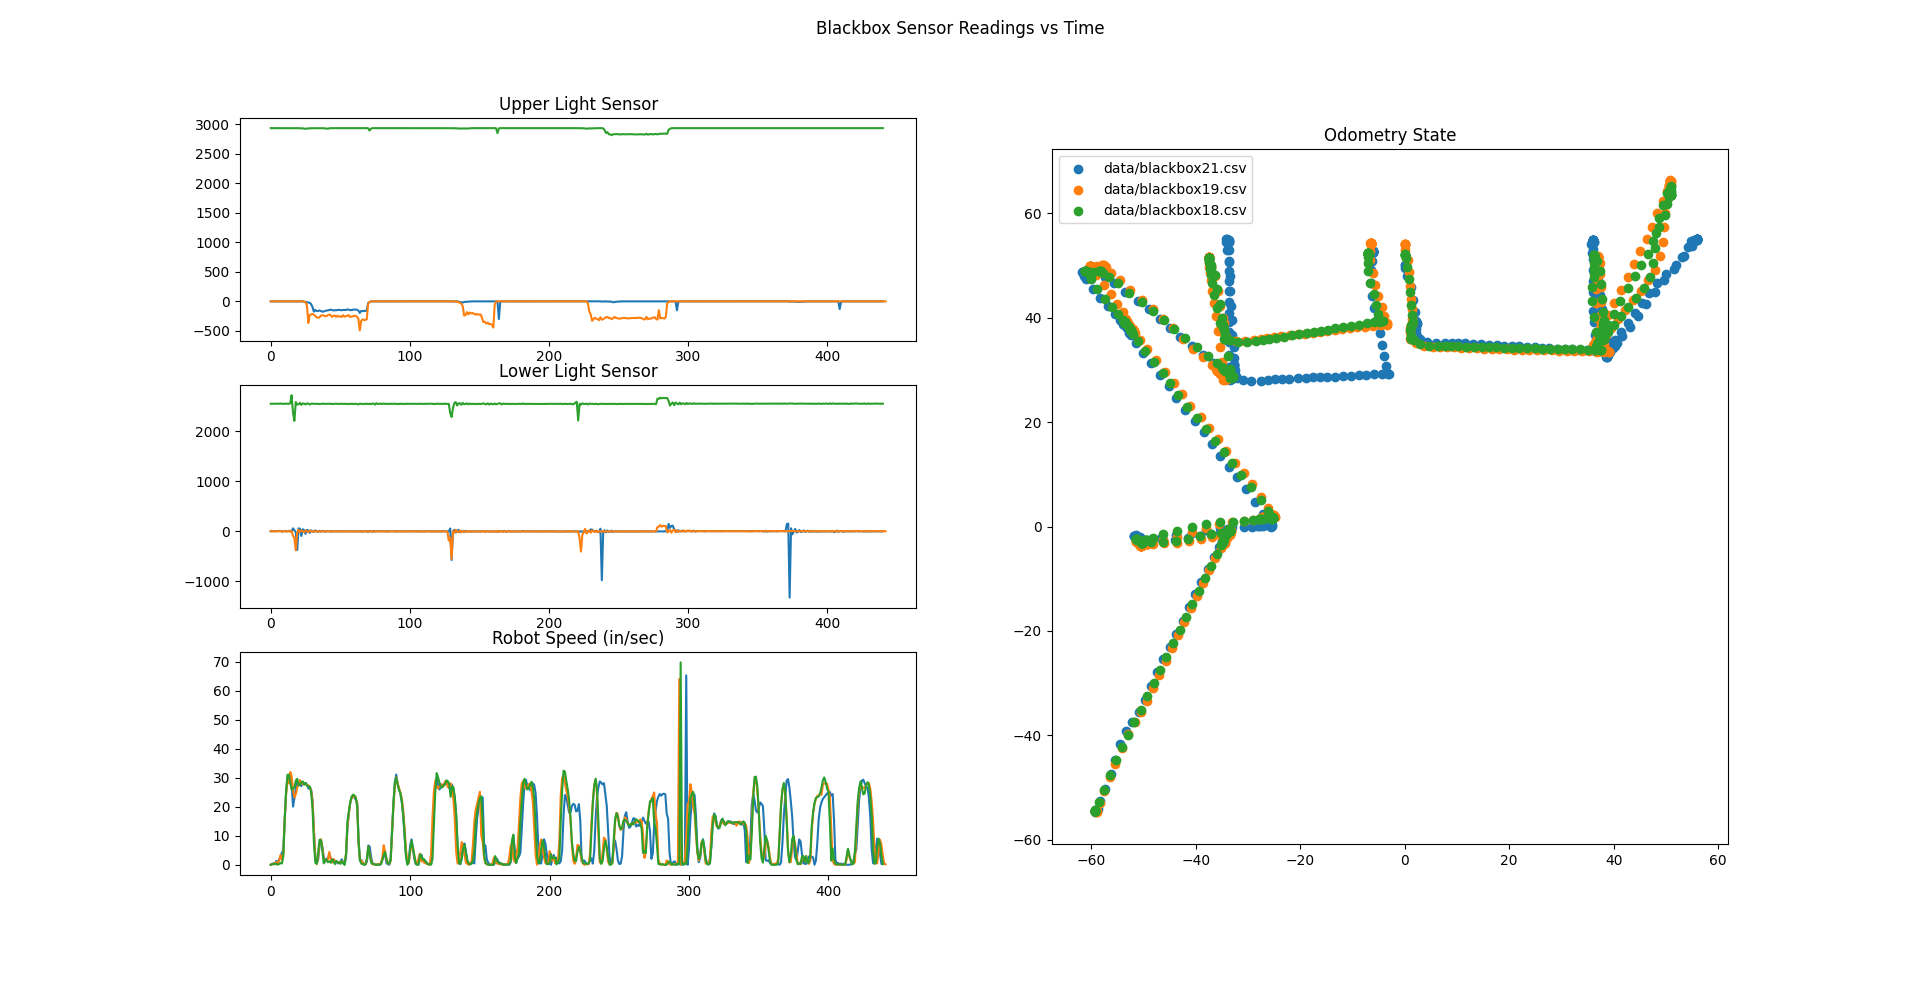 Blackbox Sensor Readings vs Time
Upper Light Sensor
3000
2500
2000
1500
1000
500
0
−500
0 100 200 300 400
Lower Light Sensor
2000
1000
0
−1000
0 100 200 300 400
Robot Speed (in/sec)
70
60
50
40
30
20
10
0
0 100 200 300 400
Odometry State
data/blackbox21.csv
data/blackbox19.csv
data/blackbox18.csv
60
40
20
0
−20
−40
−60
−60 −40 −20 0 20 40 60